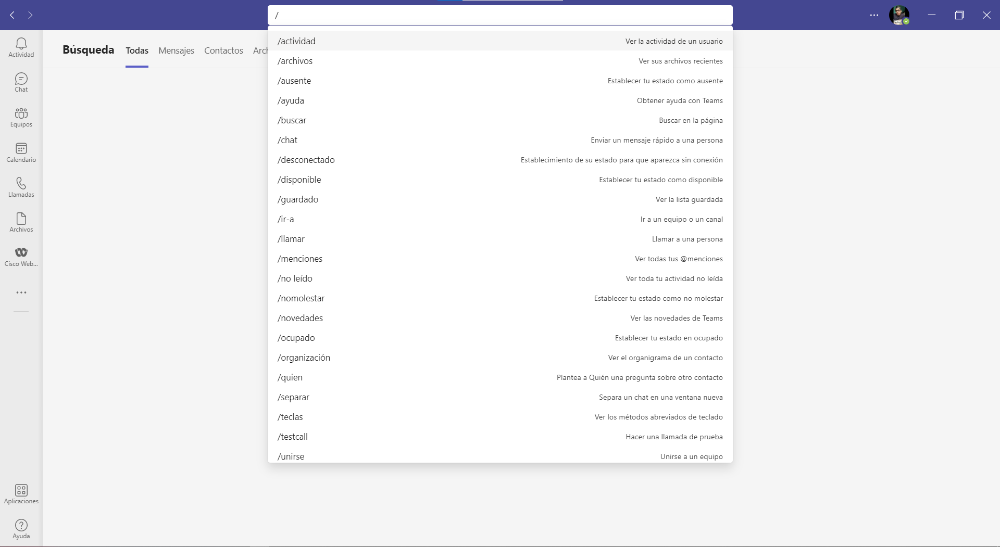 /
Actividad
Chat
Equipos
Calendario
Llamadas
Archivos
Cisco Web...
Aplicaciones
Ayuda
Búsqueda Todas Mensajes Contactos
/actividad Ver la actividad de un usuario
/archivos Ver sus archivos recientes
/ausente Establecer tu estado como ausente
/ayuda Obtener ayuda con Teams
/buscar Buscar en la página
/chat Enviar un mensaje rápido a una persona
/desconectado Establecimiento de su estado para que aparezca sin conexión
/disponible Establecer tu estado como disponible
/guardado Ver la lista guardada
/ir-a Ir a un equipo o un canal
/llamar Llamar a una persona
/menciones Ver todas tus @menciones
/no leído Ver toda tu actividad no leída
/nomolestar Establecer tu estado como no molestar
/novedades Ver las novedades de Teams
/ocupado Establecer tu estado en ocupado
/organización Ver el organigrama de un contacto
/quien Plantea a Quién una pregunta sobre otro contacto
/separar Separa un chat en una ventana nueva
/teclas Ver los métodos abreviados de teclado
/testcall Hacer una llamada de prueba
/unirse Unirse a un equipo